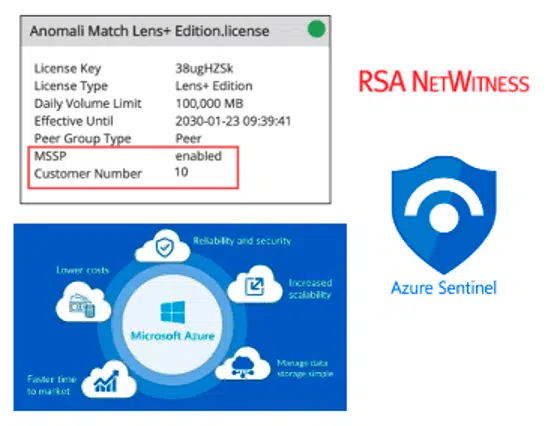 Anomali Match Lens+ Edition.license
License Key 38ugHZSk
License Type Lens+ Edition
Daily Volume Limit 100,000 MB
Effective Until 2030-01-23 09:39:41
Peer Group Type Peer
MSSP enabled
Customer Number 10
RSA NETWITNESS
Azure Sentinel
Reliability and security
Lower costs
Increased
scalability
Microsoft Azure
Faster time
to market
Manage data
storage simple